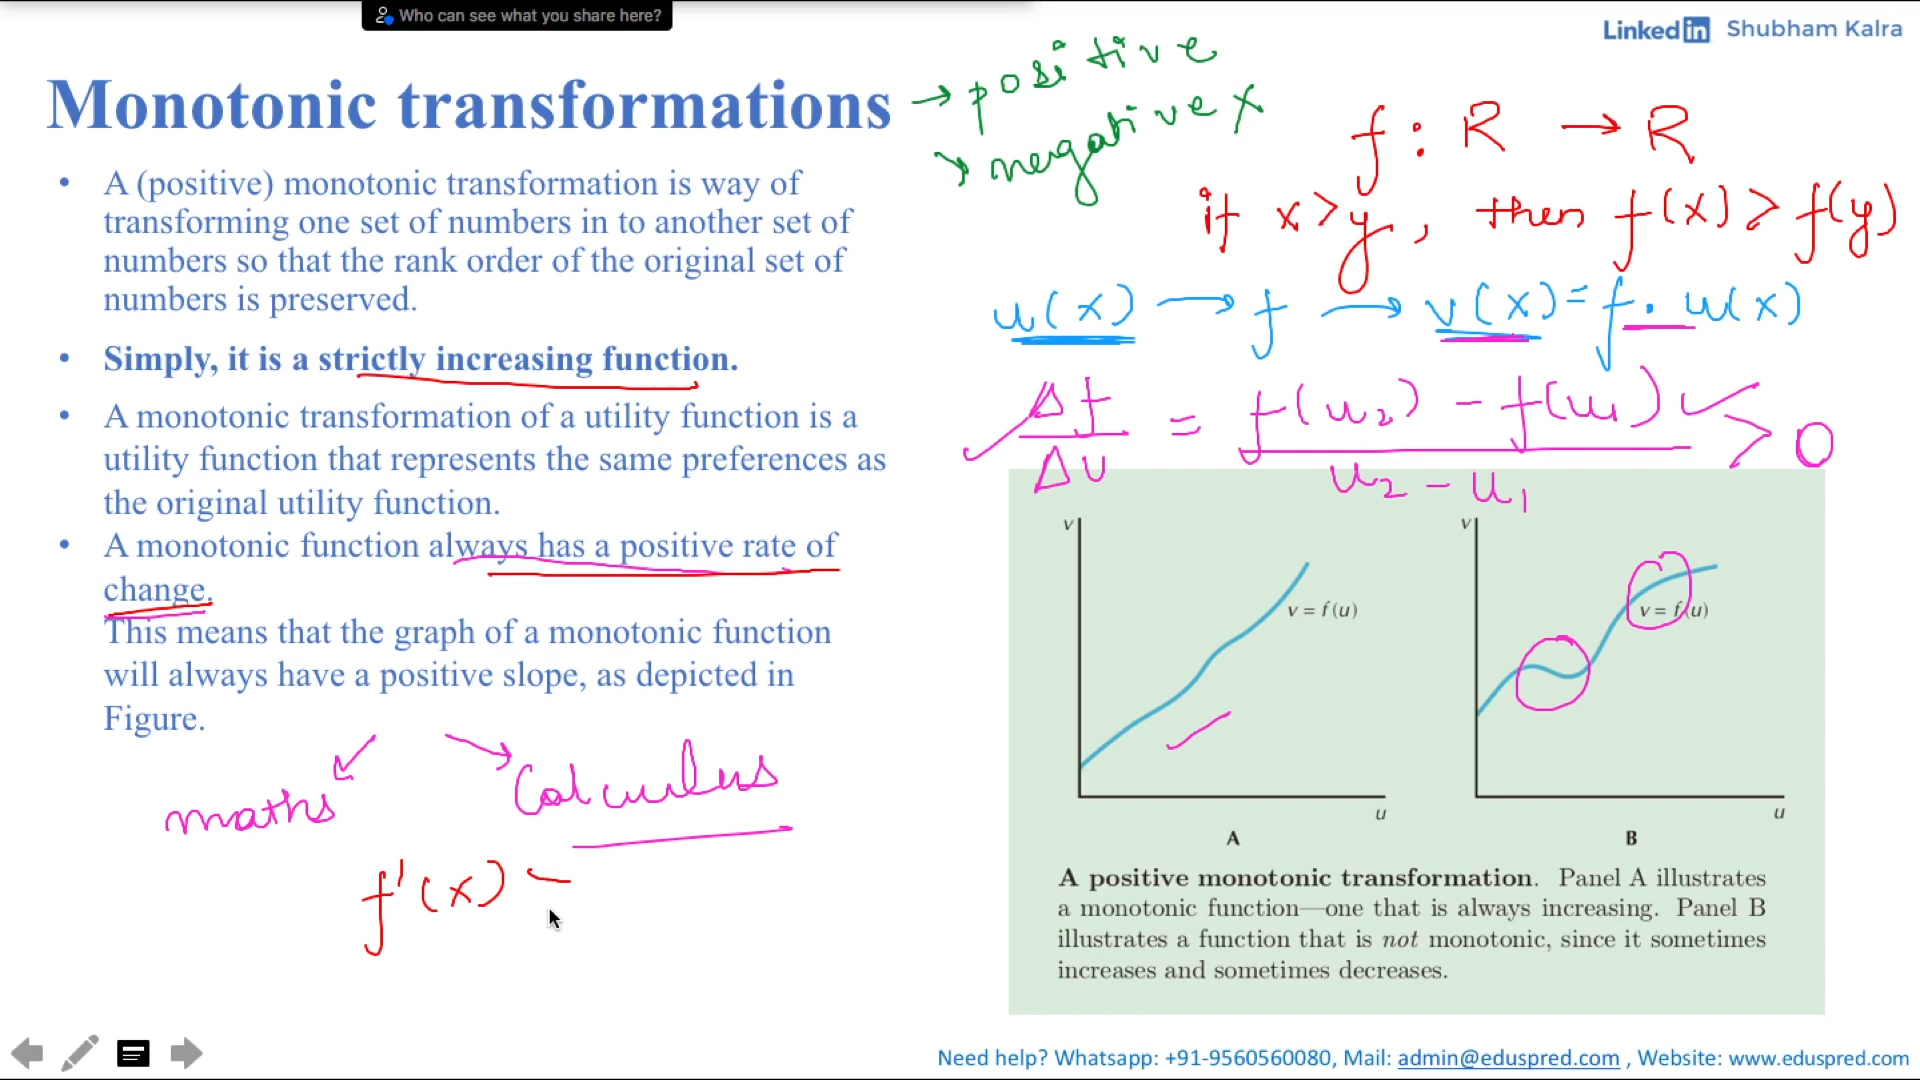 Who can see what you share here?
Linked in Shubham Kalra
Monotonic transformations
→ positive
→ negative X
f : R → R
if x > y, then f(x) > f(y)
u(x) → f → v(x) = f . u(x)
Δf / ΔU = f(u₂) - f(u₁) / u₂ - u₁ > 0
• A (positive) monotonic transformation is way of
transforming one set of numbers in to another set of
numbers so that the rank order of the original set of
numbers is preserved.
• Simply, it is a strictly increasing function.
• A monotonic transformation of a utility function is a
utility function that represents the same preferences as
the original utility function.
• A monotonic function always has a positive rate of
change.
This means that the graph of a monotonic function
will always have a positive slope, as depicted in
Figure.
maths
Calculus
f'(x) -
v
v = f(u)
u
A
v
v = f(u)
u
B
A positive monotonic transformation. Panel A illustrates
a monotonic function—one that is always increasing. Panel B
illustrates a function that is not monotonic, since it sometimes
increases and sometimes decreases.
Need help? Whatsapp: +91-9560560080, Mail: admin@eduspred.com , Website: www.eduspred.com